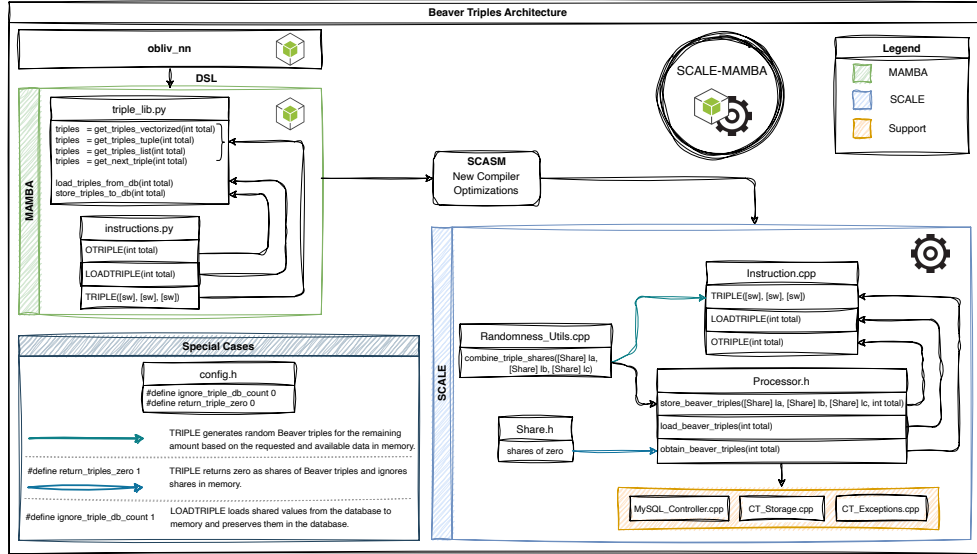 Beaver Triples Architecture
obliv_nn
DSL
MAMBA
triple_lib.py
triples = get_triples_vectorized(int total)
triples = get_triples_tuple(int total)
triples = get_triples_list(int total)
triples = get_next_triple(int total)
load_triples_from_db(int total)
store_triples_to_db(int total)
instructions.py
OTRIPLE(int total)
LOADTRIPLE(int total)
TRIPLE([sw], [sw], [sw])
SCASM
New Compiler
Optimizations
SCALE-MAMBA
Legend
MAMBA
SCALE
Support
Special Cases
config.h
#define ignore_triple_db_count 0
#define return_triple_zero 0
TRIPLE generates random Beaver triples for the remaining
amount based on the requested and available data in memory.
#define return_triples_zero 1
TRIPLE returns zero as shares of Beaver triples and ignores
shares in memory.
#define ignore_triple_db_count 1
LOADTRIPLE loads shared values from the database to
memory and preserves them in the database.
SCALE
Instruction.cpp
TRIPLE([sw], [sw], [sw])
LOADTRIPLE(int total)
OTRIPLE(int total)
Randomness_Utils.cpp
combine_triple_shares([Share] la,
[Share] lb, [Share] lc)
Processor.h
store_beaver_triples([Share] la, [Share] lb, [Share] lc, int total)
load_beaver_triples(int total)
obtain_beaver_triples(int total)
Share.h
shares of zero
MySQL_Controller.cpp
CT_Storage.cpp
CT_Exceptions.cpp